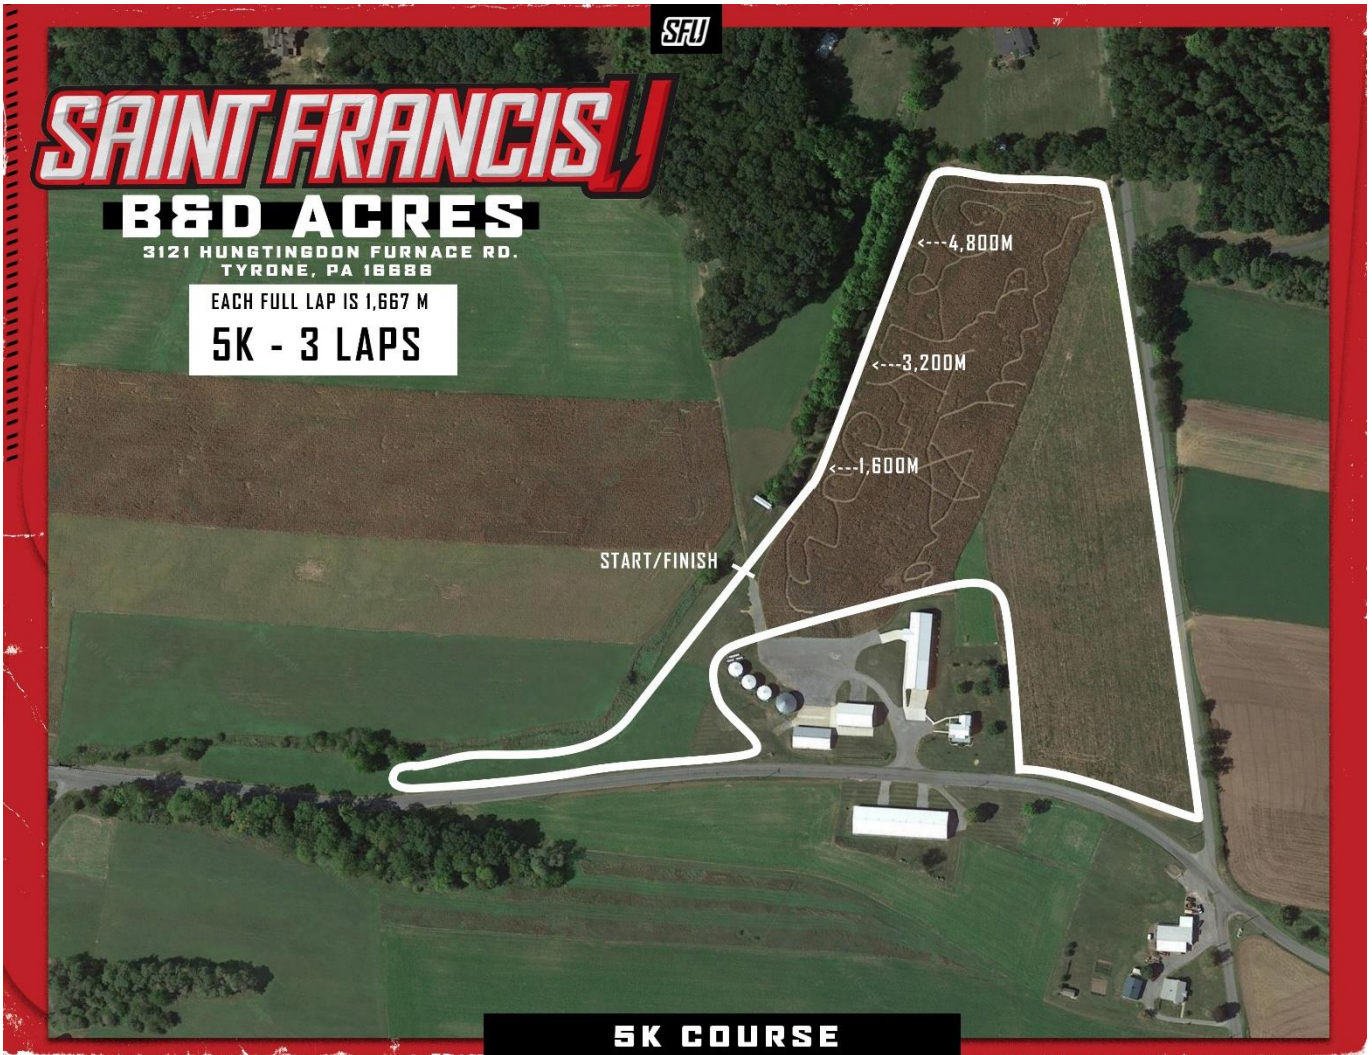 SFU
SAINT FRANCIS U
B&D ACRES
3121 HUNGTINGDON FURNACE RD.
TYRONE, PA 16686
EACH FULL LAP IS 1,667 M
5K - 3 LAPS
<---4,800M
<---3,200M
<---1,600M
START/FINISH
5K COURSE